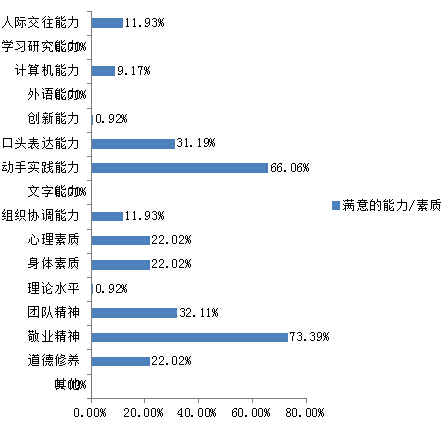 人际交往能力 11.93%
学习研究能力 0.00%
计算机能力 9.17%
外语能力 0.00%
创新能力 0.92%
口头表达能力 31.19%
动手实践能力 66.06%
文字能力 0.00%
组织协调能力 11.93%
心理素质 22.02%
身体素质 22.02%
理论水平 0.92%
团队精神 32.11%
敬业精神 73.39%
道德修养 22.02%
其他 0.00%
0.00% 20.00% 40.00% 60.00% 80.00%
满意的能力/素质